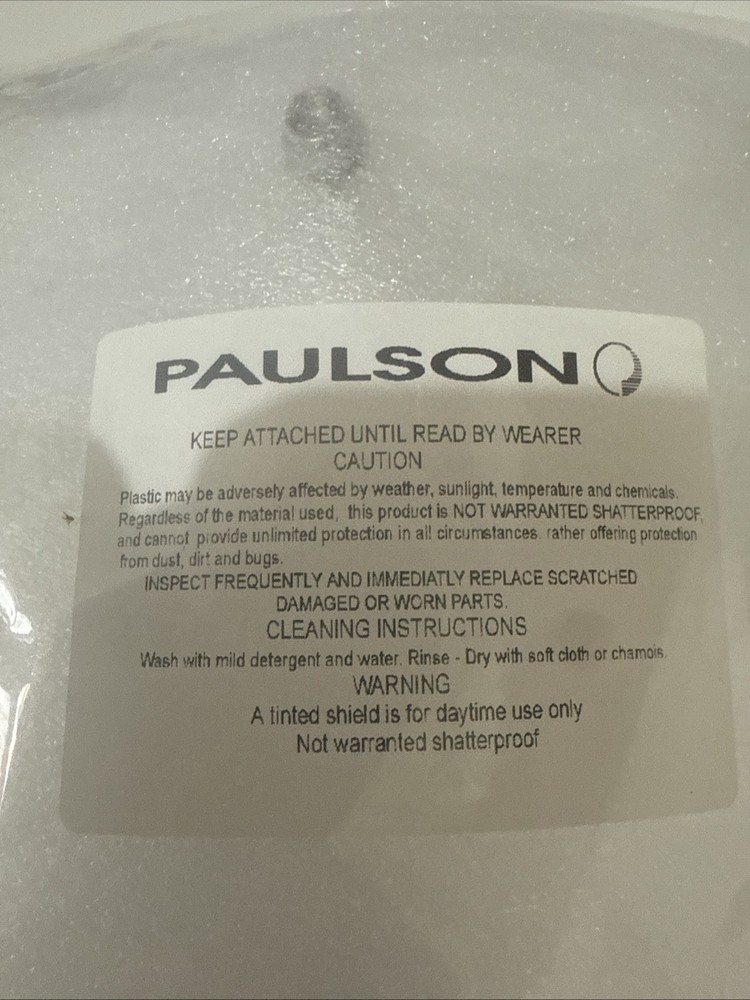 PAULSON
KEEP ATTACHED UNTIL READ BY WEARER
CAUTION
Plastic may be adversely affected by weather, sunlight, temperature and chemicals.
Regardless of the material used, this product is NOT WARRANTED SHATTERPROOF,
and cannot provide unlimited protection in all circumstances. rather offering protection
from dust, dirt and bugs.
INSPECT FREQUENTLY AND IMMEDIATLY REPLACE SCRATCHED
DAMAGED OR WORN PARTS.
CLEANING INSTRUCTIONS
Wash with mild detergent and water. Rinse - Dry with soft cloth or chamois.
WARNING
A tinted shield is for daytime use only
Not warranted shatterproof